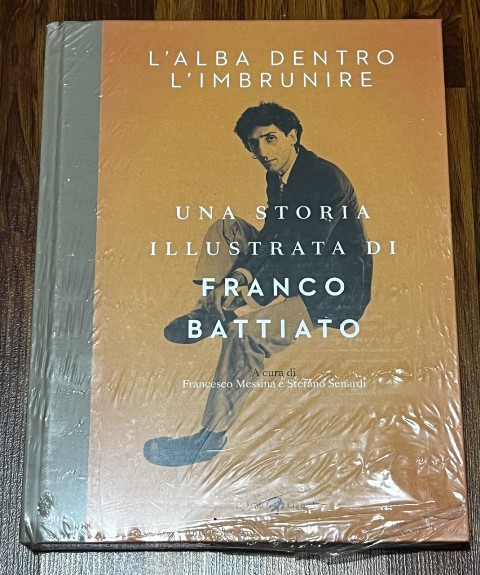 L'ALBA DENTRO
L'IMBRUNIRE
UNA STORIA
ILLUSTRATA DI
FRANCO
BATTIATO
A cura di
Francesco Messina e Stefano Senardi